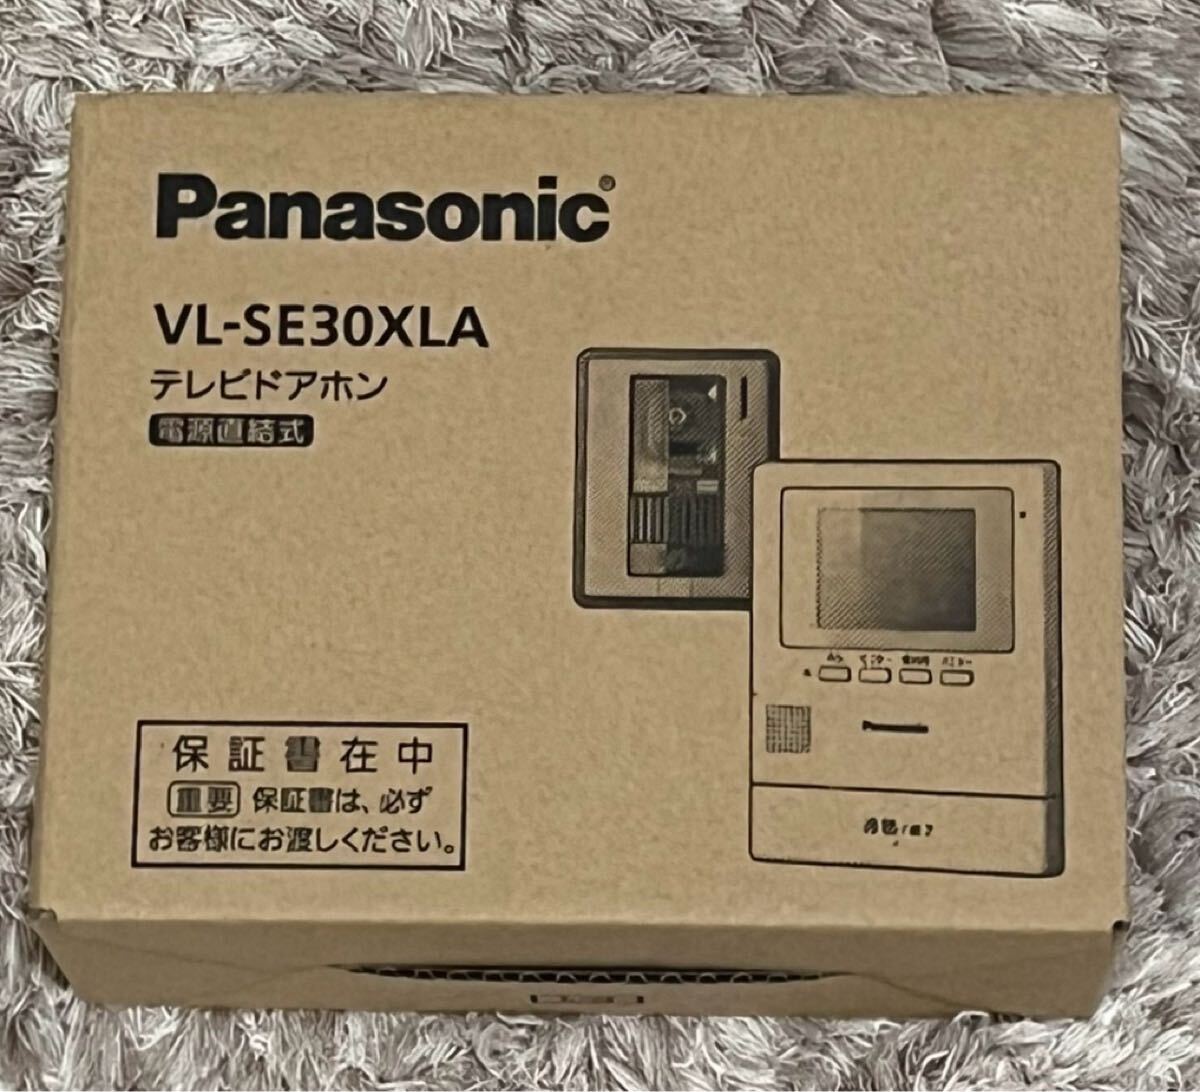 Panasonic®
VL-SE30XLA
テレビドアホン
電源直結式
保証書在中
重要 保証書は、必ず
お客様にお渡しください。
Panasonic